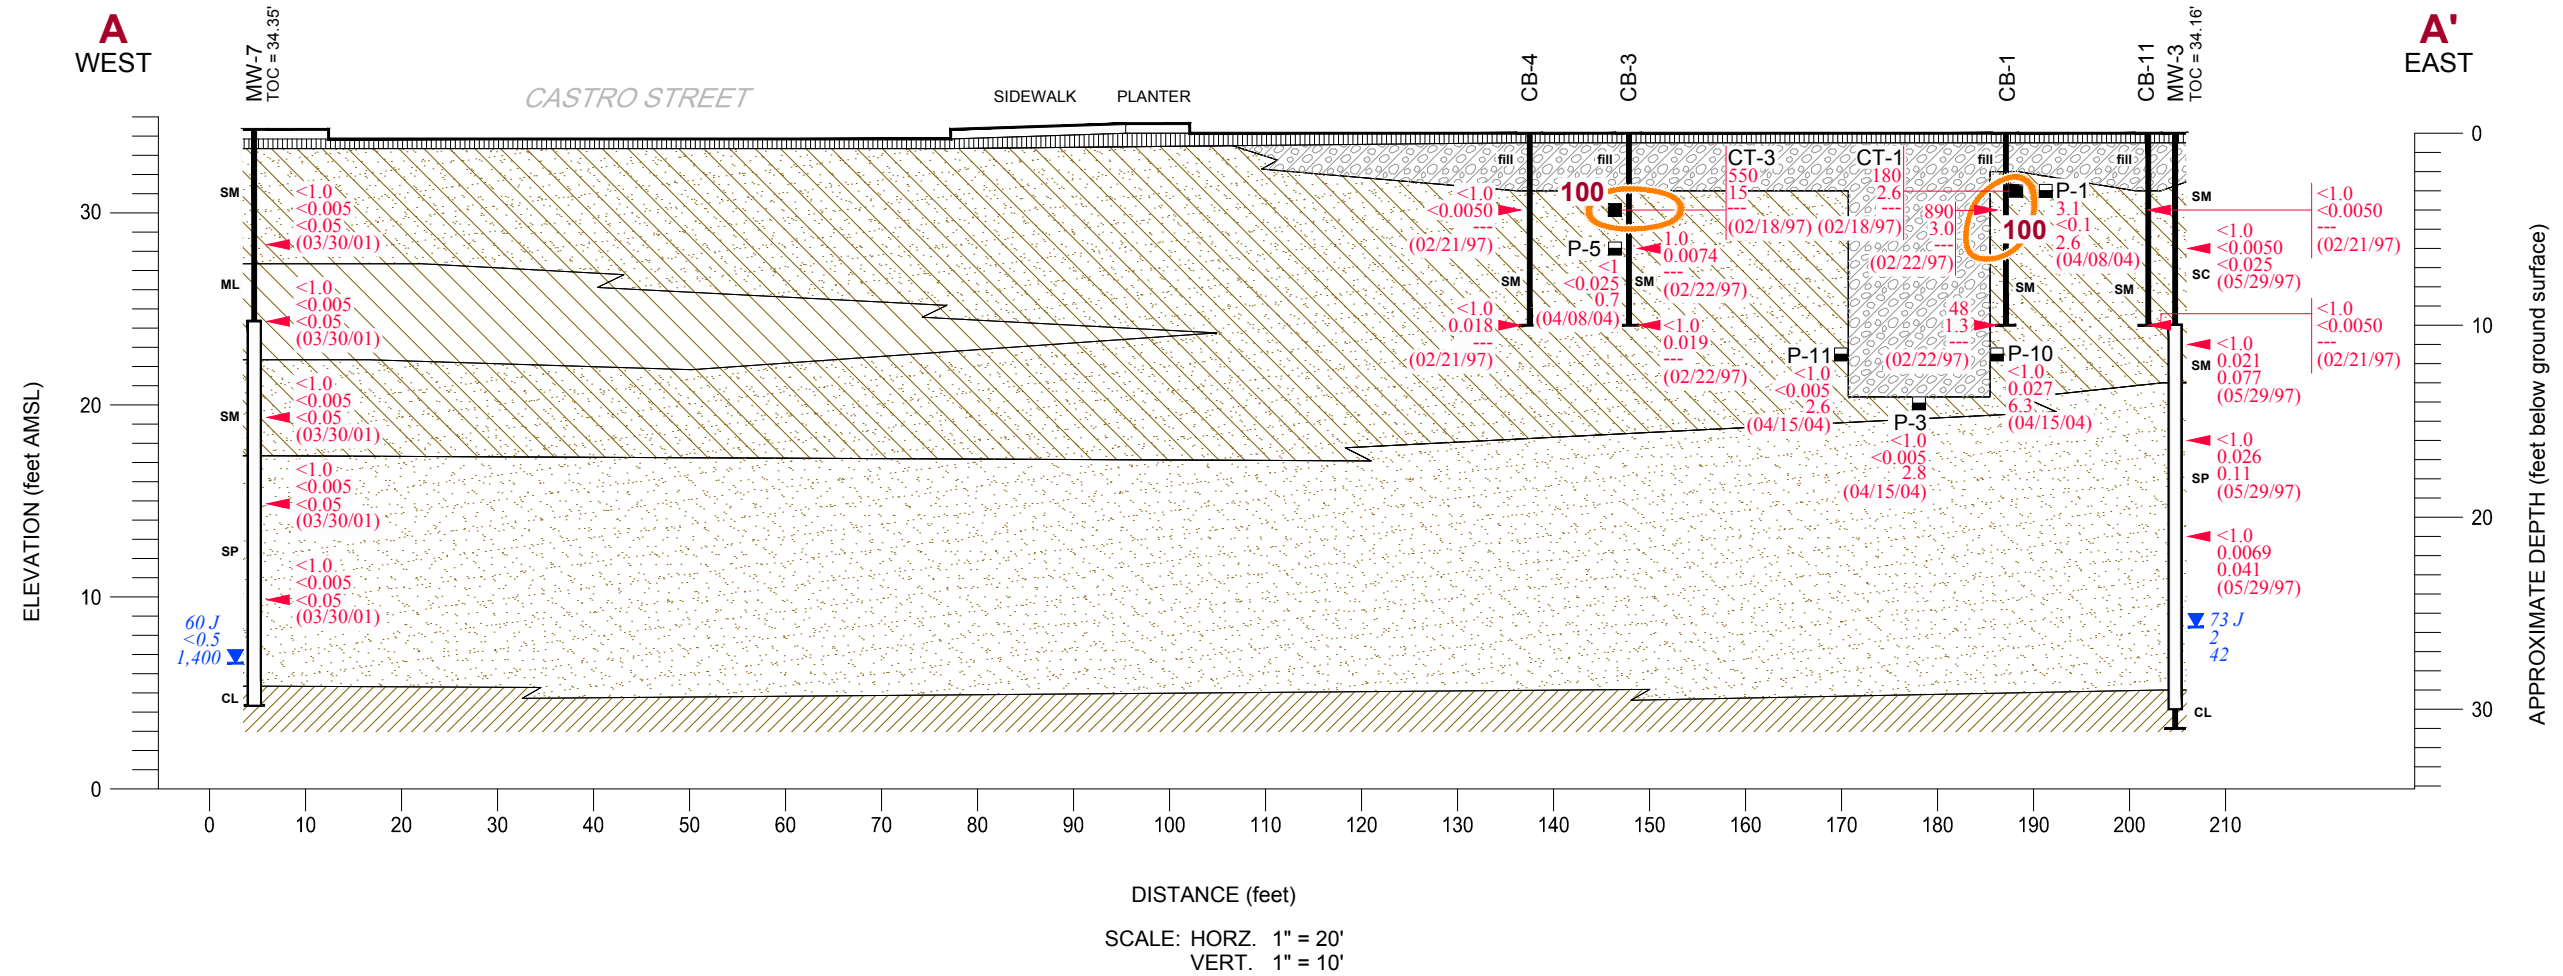 A
WEST
MW-7
TOC = 34.35'
CASTRO STREET
SIDEWALK
PLANTER
CB-4
CB-3
CB-1
CB-11
MW-3
TOC = 34.16'
A'
EAST
ELEVATION (feet AMSL)
30
20
10
0
SM
ML
SM
SP
CL
<1.0
<0.005
<0.05
(03/30/01)
<1.0
<0.005
<0.05
(03/30/01)
<1.0
<0.005
<0.05
(03/30/01)
<1.0
<0.005
<0.05
(03/30/01)
<1.0
<0.005
<0.05
(03/30/01)
60 J
<0.5
1,400
fill
fill
fill
fill
<1.0
<0.0050
---
(02/21/97)
SM
<1.0
0.018
---
(02/21/97)
100
P-5
<1
<0.025
0.7
(04/08/04)
1.0
0.0074
---
(02/22/97)
SM
<1.0
0.019
---
(02/22/97)
CT-3
550
15
---
(02/18/97)
CT-1
180
2.6
---
(02/18/97)
890
3.0
---
(02/22/97)
100
P-1
3.1
<0.1
2.6
(04/08/04)
SM
48
1.3
---
(02/22/97)
P-11
<1.0
<0.005
2.6
(04/15/04)
P-10
<1.0
0.027
6.3
(04/15/04)
P-3
<1.0
<0.005
2.8
(04/15/04)
SM
SM
SC
SM
SP
CL
<1.0
<0.0050
---
(02/21/97)
<1.0
<0.0050
<0.025
(05/29/97)
<1.0
<0.0050
---
(02/21/97)
<1.0
0.021
0.077
(05/29/97)
<1.0
0.026
0.11
(05/29/97)
<1.0
0.0069
0.041
(05/29/97)
73 J
2
42
0
10
20
30
APPROXIMATE DEPTH (feet below ground surface)
0 10 20 30 40 50 60 70 80 90 100 110 120 130 140 150 160 170 180 190 200 210
DISTANCE (feet)
SCALE: HORZ. 1" = 20'
VERT. 1" = 10'